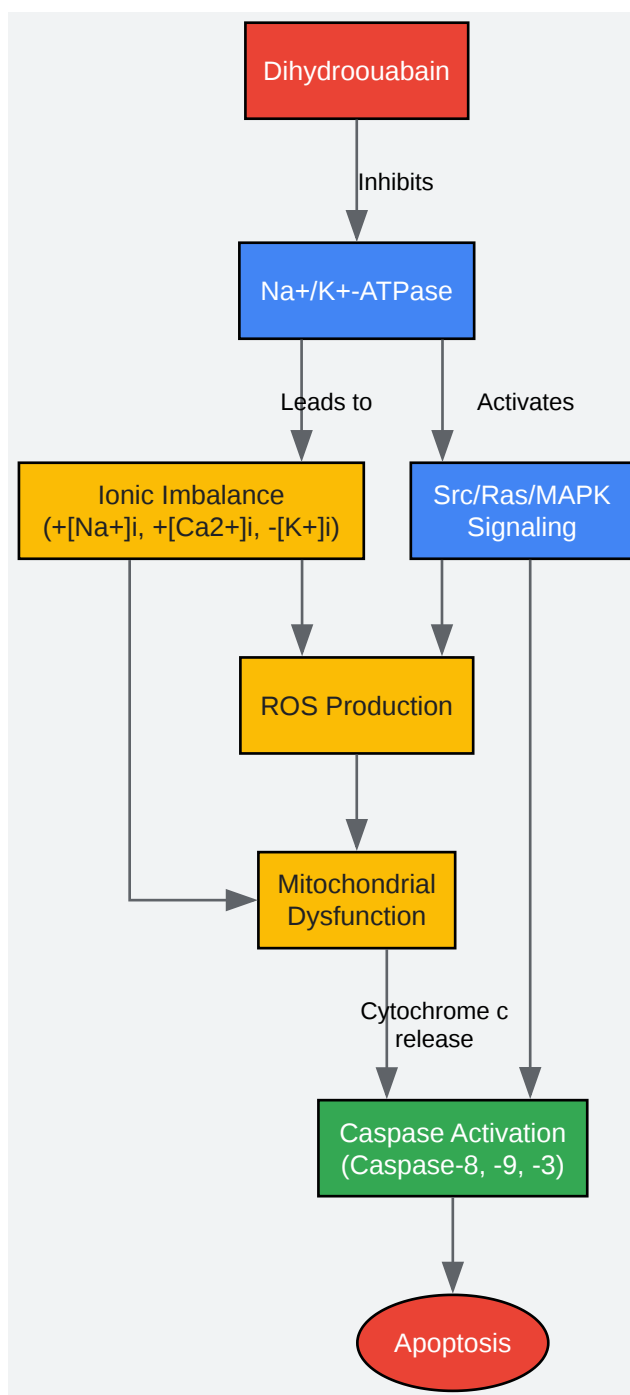 Dihydroouabain
Inhibits
Na+/K+-ATPase
Leads to
Activates
Ionic Imbalance
(+[Na+]i, +[Ca2+]i, -[K+]i)
Src/Ras/MAPK
Signaling
ROS Production
Mitochondrial
Dysfunction
Cytochrome c
release
Caspase Activation
(Caspase-8, -9, -3)
Apoptosis